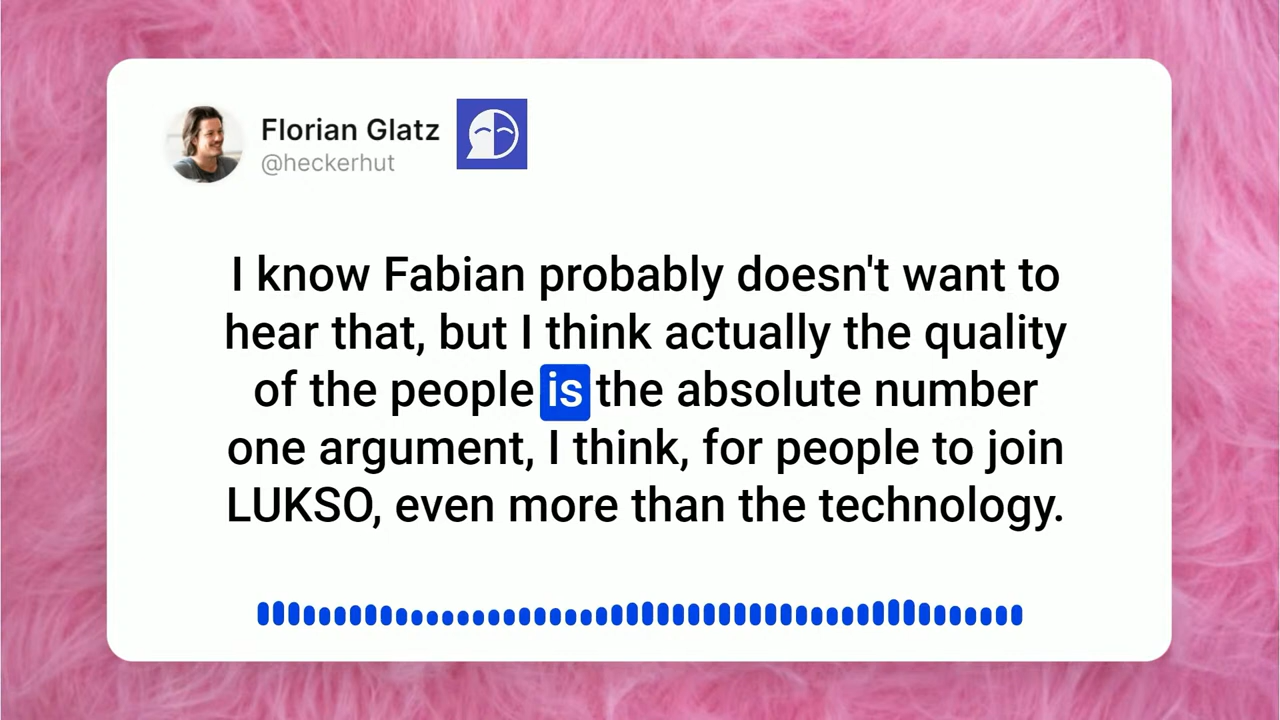 Florian Glatz
@heckerhut
I know Fabian probably doesn't want to
hear that, but I think actually the quality
of the people is the absolute number
one argument, I think, for people to join
LUKSO, even more than the technology.